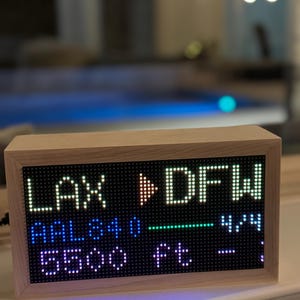 LAX ▶ DFW
AAL840 4/4
5500 ft -